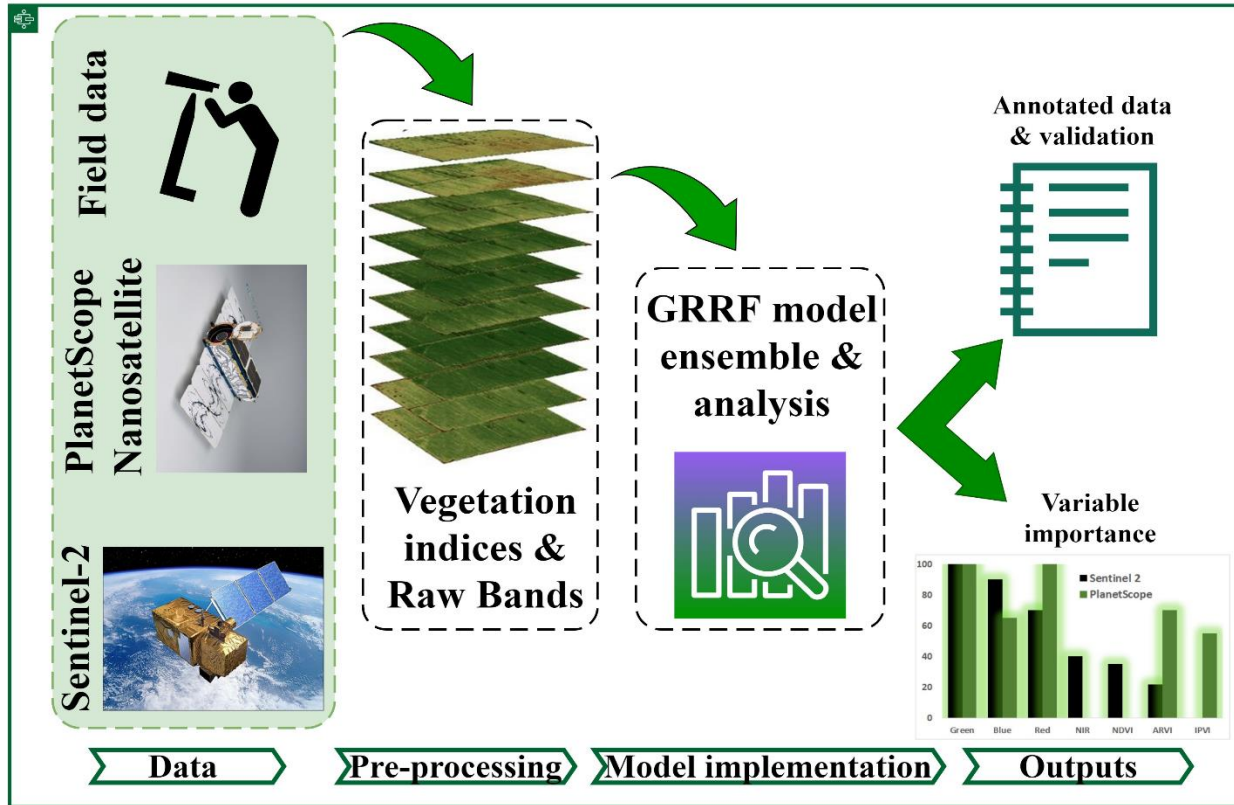 Field data
PlanetScope
Nanosatellite
Sentinel-2
Vegetation
indices &
Raw Bands
GRRF model
ensemble &
analysis
Annotated data
& validation
Variable
importance
100
80
60
40
20
0
Sentinel 2
PlanetScope
Green Blue Red NIR NDVI ARVI IPVI
Data
Pre-processing
Model implementation
Outputs